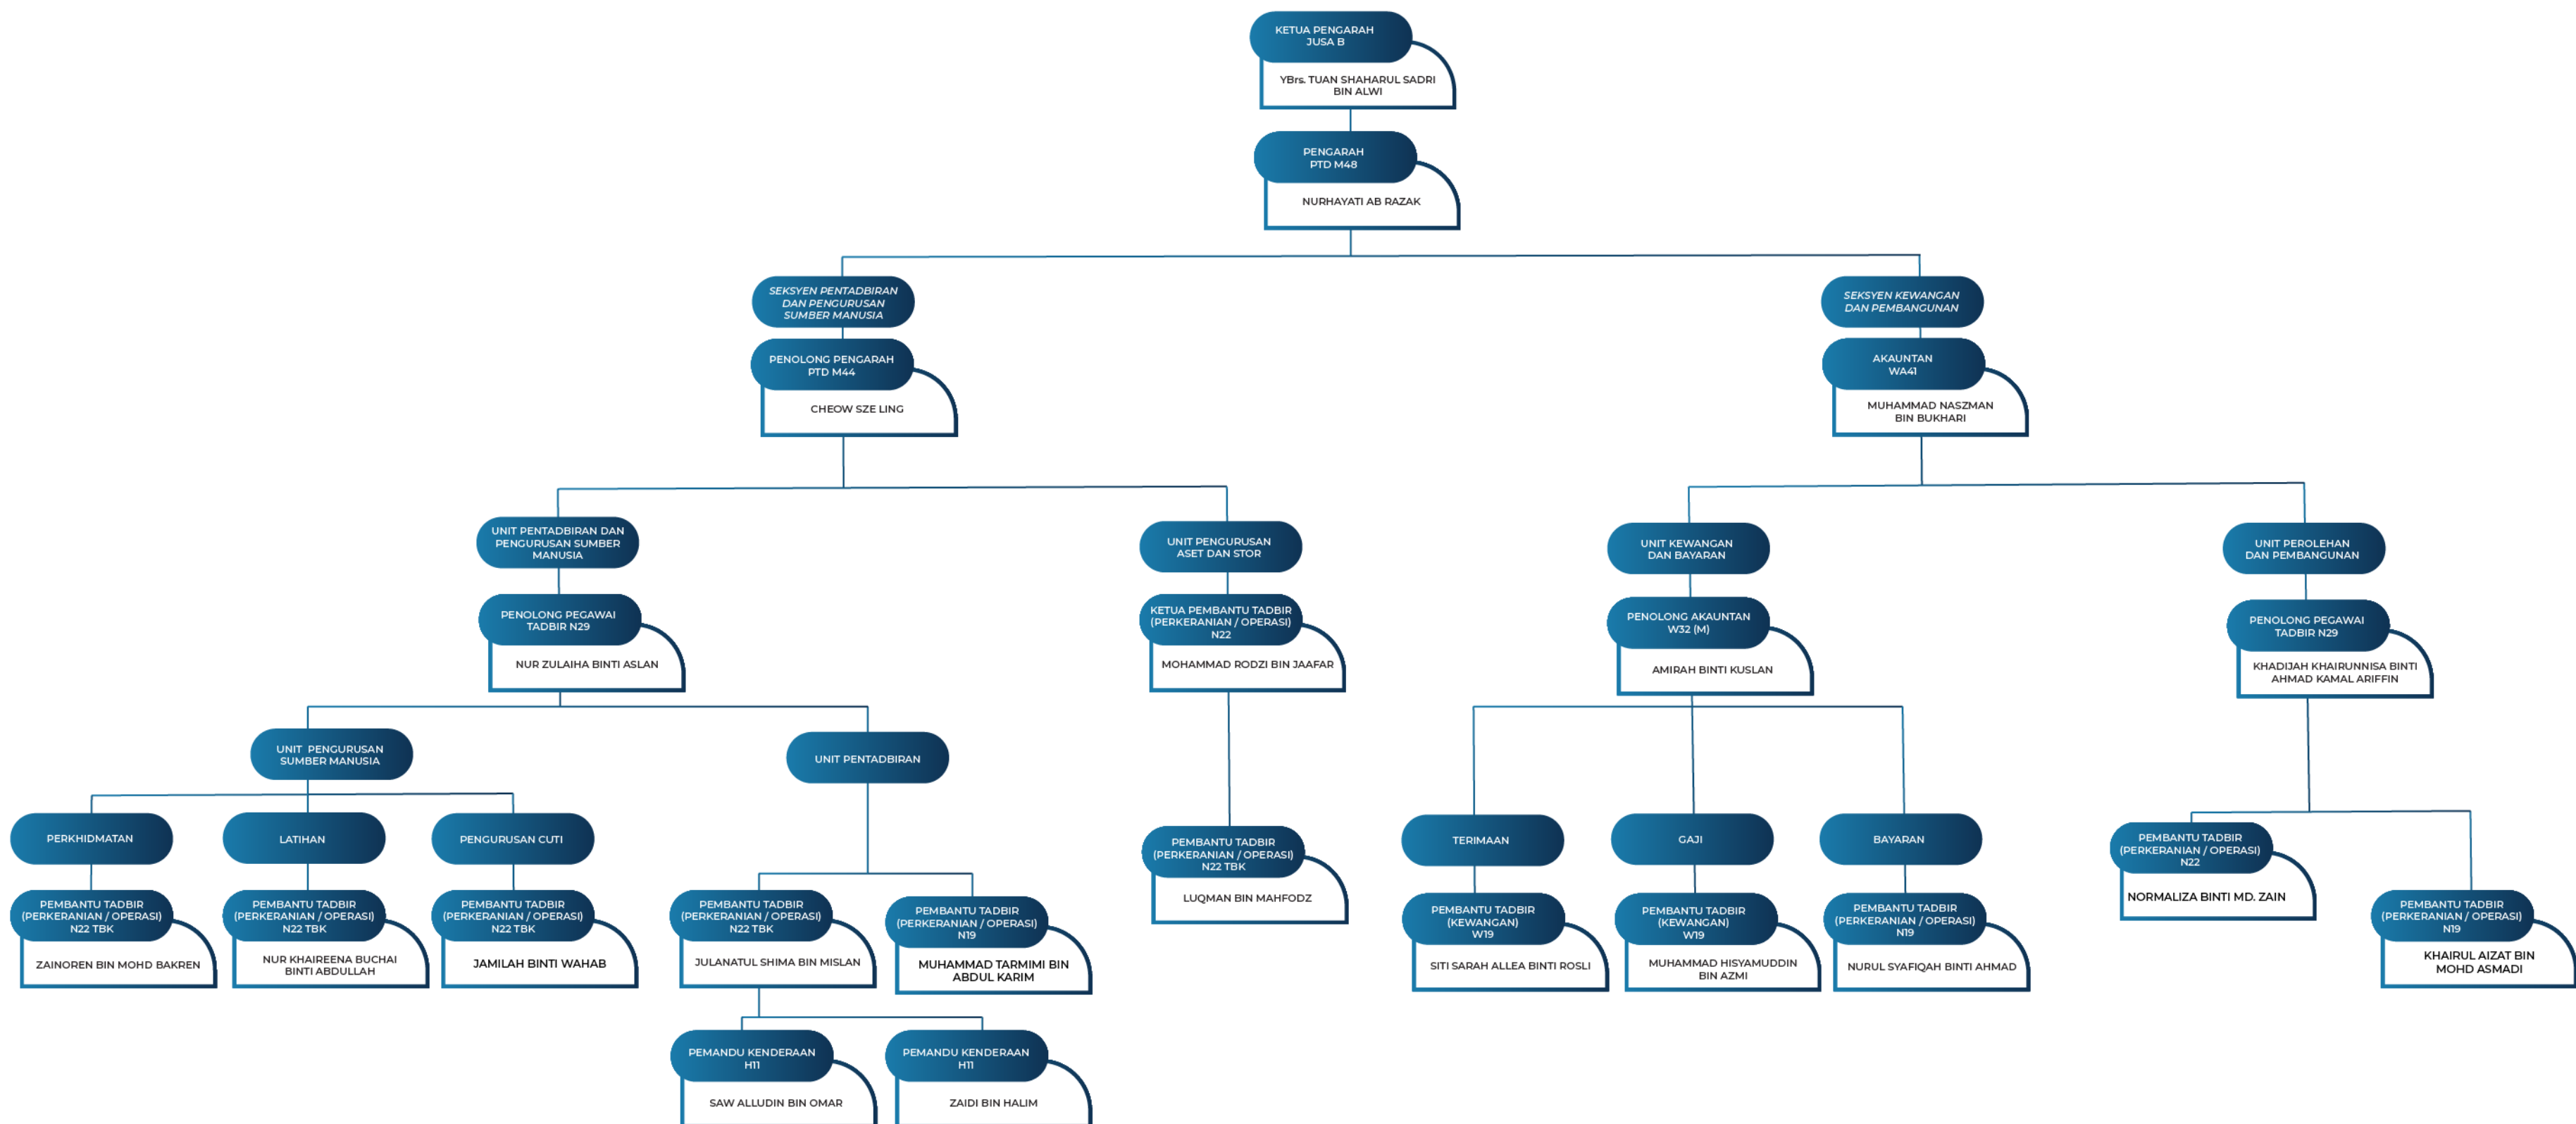 KETUA PENGARAH
JUSA B
YBrs. TUAN SHAHARUL SADRI
BIN ALWI
PENGARAH
PTD M48
NURHAYATI AB RAZAK
SEKSYEN PENTADBIRAN
DAN PENGURUSAN
SUMBER MANUSIA
PENOLONG PENGARAH
PTD M44
CHEOW SZE LING
SEKSYEN KEWANGAN
DAN PEMBANGUNAN
AKAUNTAN
WA41
MUHAMMAD NASZMAN
BIN BUKHARI
UNIT PENTADBIRAN DAN
PENGURUSAN SUMBER
MANUSIA
PENOLONG PEGAWAI
TADBIR N29
NUR ZULAIHA BINTI ASLAN
UNIT PENGURUSAN
ASET DAN STOR
KETUA PEMBANTU TADBIR
(PERKERANIAN / OPERASI)
N22
MOHAMMAD RODZI BIN JAAFAR
UNIT KEWANGAN
DAN BAYARAN
PENOLONG AKAUNTAN
W32 (M)
AMIRAH BINTI KUSLAN
UNIT PEROLEHAN
DAN PEMBANGUNAN
PENOLONG PEGAWAI
TADBIR N29
KHADIJAH KHAIRUNNISA BINTI
AHMAD KAMAL ARIFFIN
UNIT PENGURUSAN
SUMBER MANUSIA
UNIT PENTADBIRAN
PERKHIDMATAN
PEMBANTU TADBIR
(PERKERANIAN / OPERASI)
N22 TBK
ZAINOREN BIN MOHD BAKREN
LATIHAN
PEMBANTU TADBIR
(PERKERANIAN / OPERASI)
N22 TBK
NUR KHAIREENA BUCHAI
BINTI ABDULLAH
PENGURUSAN CUTI
PEMBANTU TADBIR
(PERKERANIAN / OPERASI)
N22 TBK
JAMILAH BINTI WAHAB
PEMBANTU TADBIR
(PERKERANIAN / OPERASI)
N22 TBK
JULANATUL SHIMA BIN MISLAN
PEMBANTU TADBIR
(PERKERANIAN / OPERASI)
N19
MUHAMMAD TARMIMI BIN
ABDUL KARIM
PEMBANTU TADBIR
(PERKERANIAN / OPERASI)
N22 TBK
LUQMAN BIN MAHFODZ
TERIMAAN
PEMBANTU TADBIR
(KEWANGAN)
W19
SITI SARAH ALLEA BINTI ROSLI
GAJI
PEMBANTU TADBIR
(KEWANGAN)
W19
MUHAMMAD HISYAMUDDIN
BIN AZMI
BAYARAN
PEMBANTU TADBIR
(PERKERANIAN / OPERASI)
N19
NURUL SYAFIQAH BINTI AHMAD
PEMBANTU TADBIR
(PERKERANIAN / OPERASI)
N22
NORMALIZA BINTI MD. ZAIN
PEMBANTU TADBIR
(PERKERANIAN / OPERASI)
N19
KHAIRUL AIZAT BIN
MOHD ASMADI
PEMANDU KENDERAAN
H11
SAW ALLUDIN BIN OMAR
PEMANDU KENDERAAN
H11
ZAIDI BIN HALIM